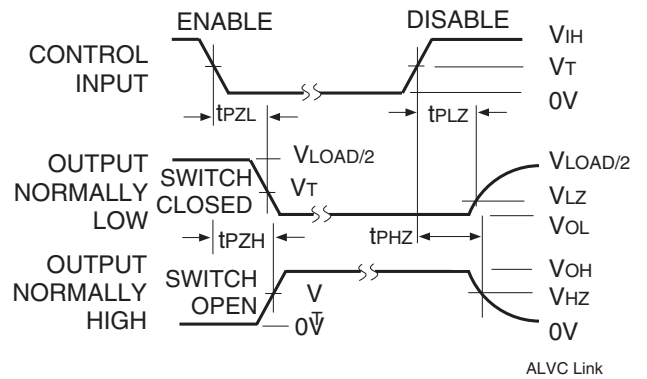 ENABLE
DISABLE
CONTROL
INPUT
VIH
VT
0V
tPZL
tPLZ
OUTPUT
NORMALLY
LOW
SWITCH
CLOSED
VLOAD/2
VT
VLOAD/2
VLZ
VOL
tPZH
tPHZ
OUTPUT
NORMALLY
HIGH
SWITCH
OPEN
V
T
0V
VOH
VHZ
0V
ALVC Link